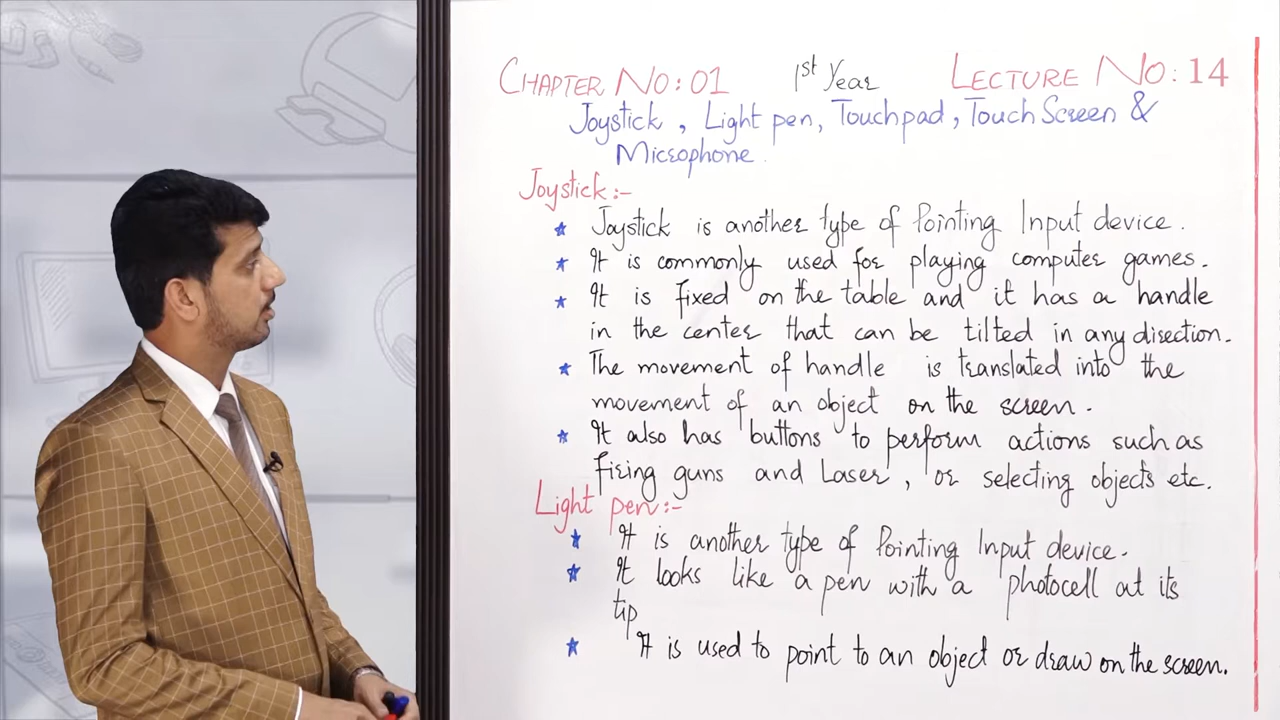 CHAPTER NO: 01 1st Year LECTURE NO: 14
Joystick, Light pen, Touchpad, Touch Screen &
Microphone.
Joystick:-
★ Joystick is another type of Pointing Input device.
★ It is commonly used for playing computer games.
★ It is fixed on the table and it has a handle
in the center that can be tilted in any direction.
★ The movement of handle is translated into the
movement of an object on the screen.
★ It also has buttons to perform actions such as
firing guns and Laser, or selecting objects etc.
Light pen:-
★ It is another type of Pointing Input device.
★ It looks like a pen with a photocell at its
tip
★ It is used to point to an object or draw on the screen.